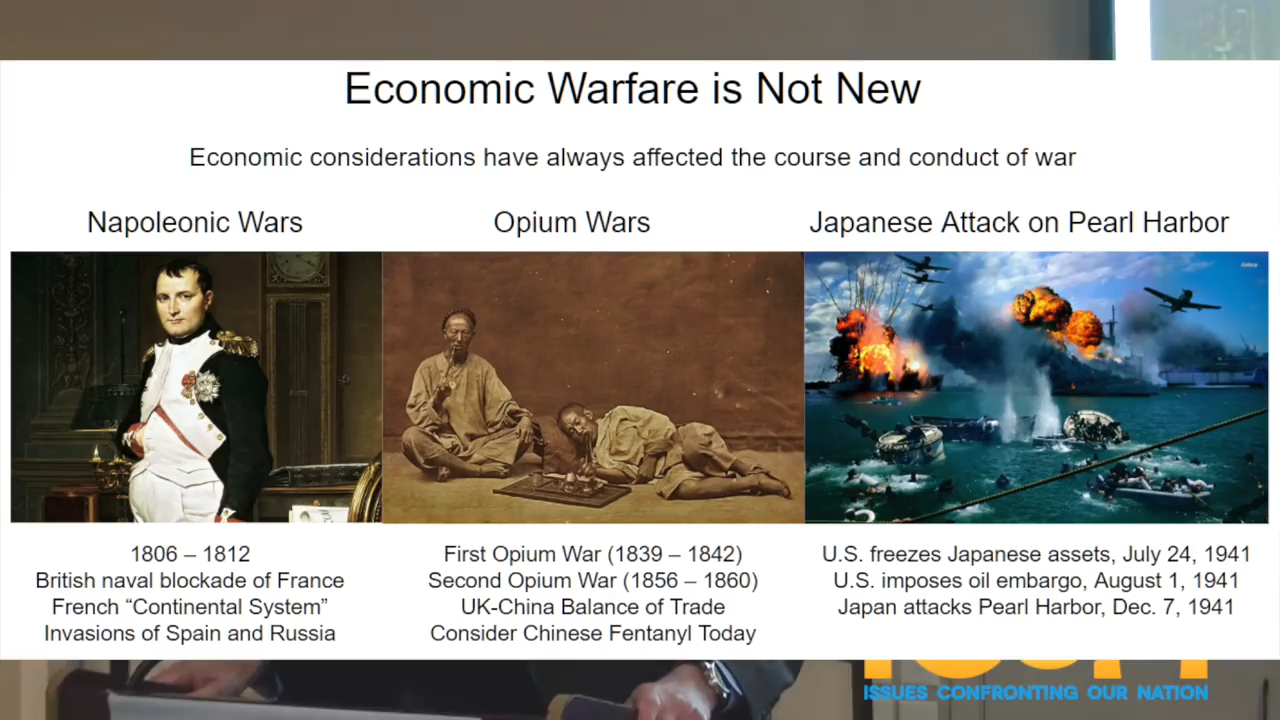 Economic Warfare is Not New
Economic considerations have always affected the course and conduct of war
Napoleonic Wars
Opium Wars
Japanese Attack on Pearl Harbor
1806 – 1812
British naval blockade of France
French “Continental System”
Invasions of Spain and Russia
First Opium War (1839 – 1842)
Second Opium War (1856 – 1860)
UK-China Balance of Trade
Consider Chinese Fentanyl Today
U.S. freezes Japanese assets, July 24, 1941
U.S. imposes oil embargo, August 1, 1941
Japan attacks Pearl Harbor, Dec. 7, 1941
ISSUES CONFRONTING OUR NATION